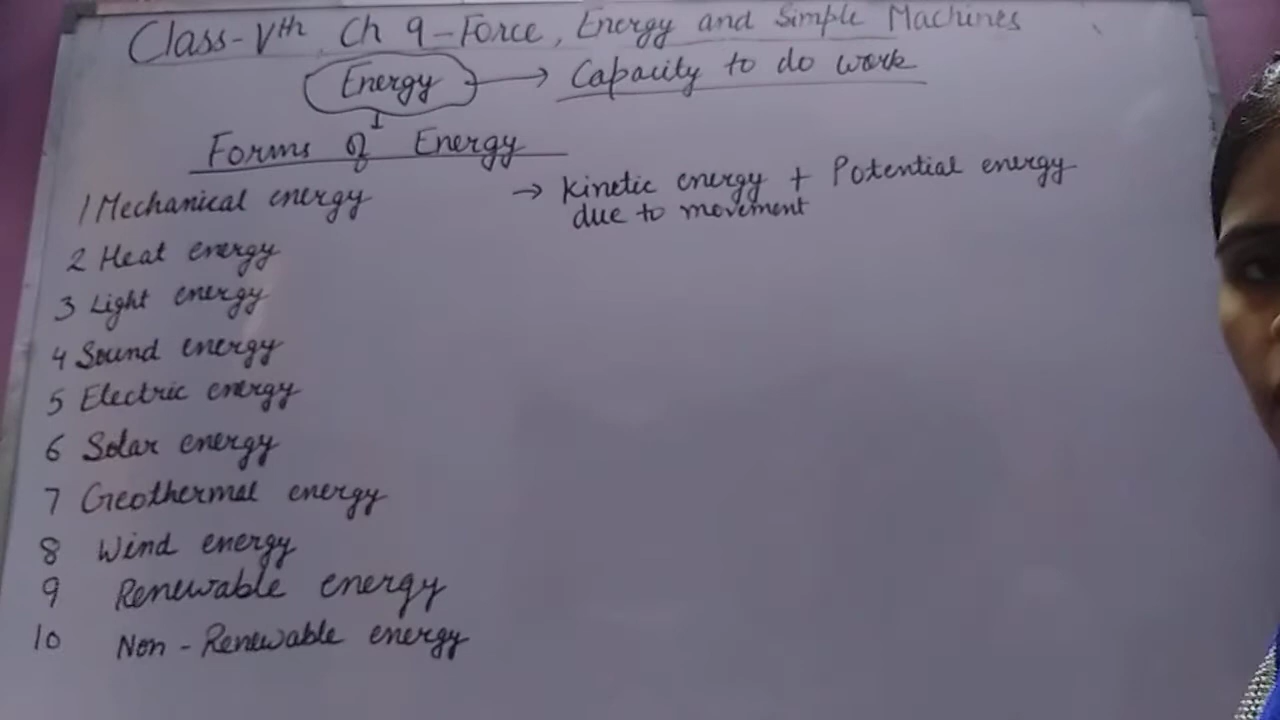 Class-Vth Ch 9-Force, Energy and Simple Machines
Energy → Capacity to do work
Forms of Energy
1 Mechanical energy → Kinetic energy + Potential energy
due to movement
2 Heat energy
3 Light energy
4 Sound energy
5 Electric energy
6 Solar energy
7 Geothermal energy
8 Wind energy
9 Renewable energy
10 Non-Renewable energy